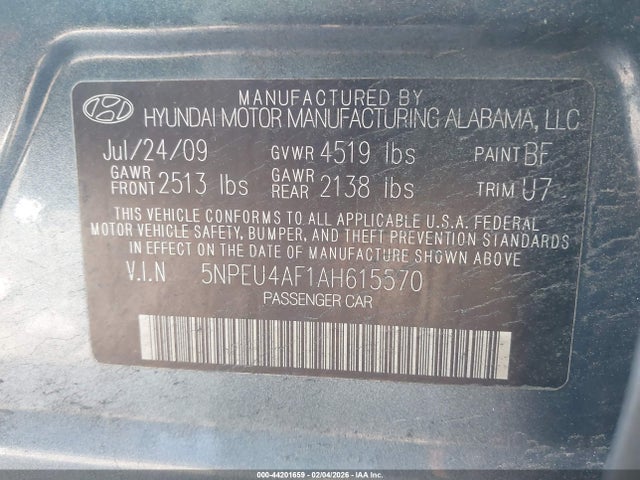 MANUFACTURED BY
HYUNDAI MOTOR MANUFACTURING ALABAMA, LLC
Jul/24/09 GVWR 4519 lbs PAINT BF
GAWR FRONT 2513 lbs GAWR REAR 2138 lbs TRIM U7
THIS VEHICLE CONFORMS TO ALL APPLICABLE U.S.A. FEDERAL
MOTOR VEHICLE SAFETY, BUMPER, AND THEFT PREVENTION STANDARDS
IN EFFECT ON THE DATE OF MANUFACTURE SHOWN ABOVE.
V.I.N 5NPEU4AF1AH615570
PASSENGER CAR
000-44201659 - 02/04/2026 - IAAI.COM